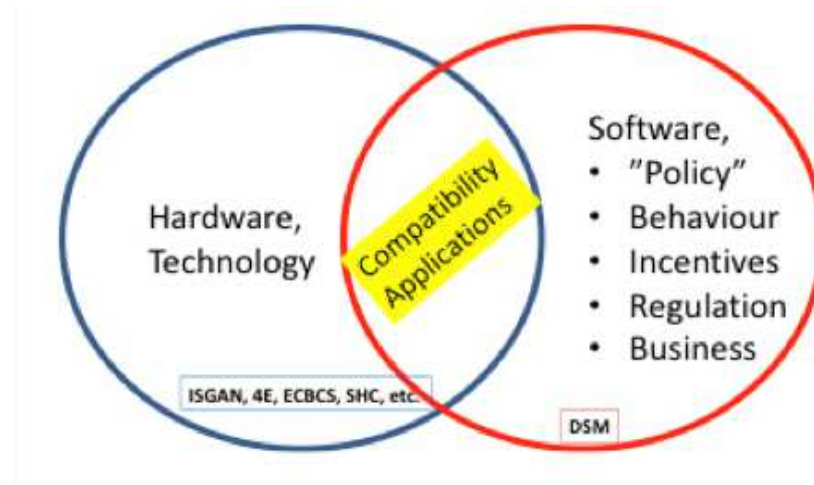 Hardware,
Technology
Compatibility
Applications
Software,
• ”Policy”
• Behaviour
• Incentives
• Regulation
• Business
ISGAN, 4E, ECBCS, SHC, etc.
DSM